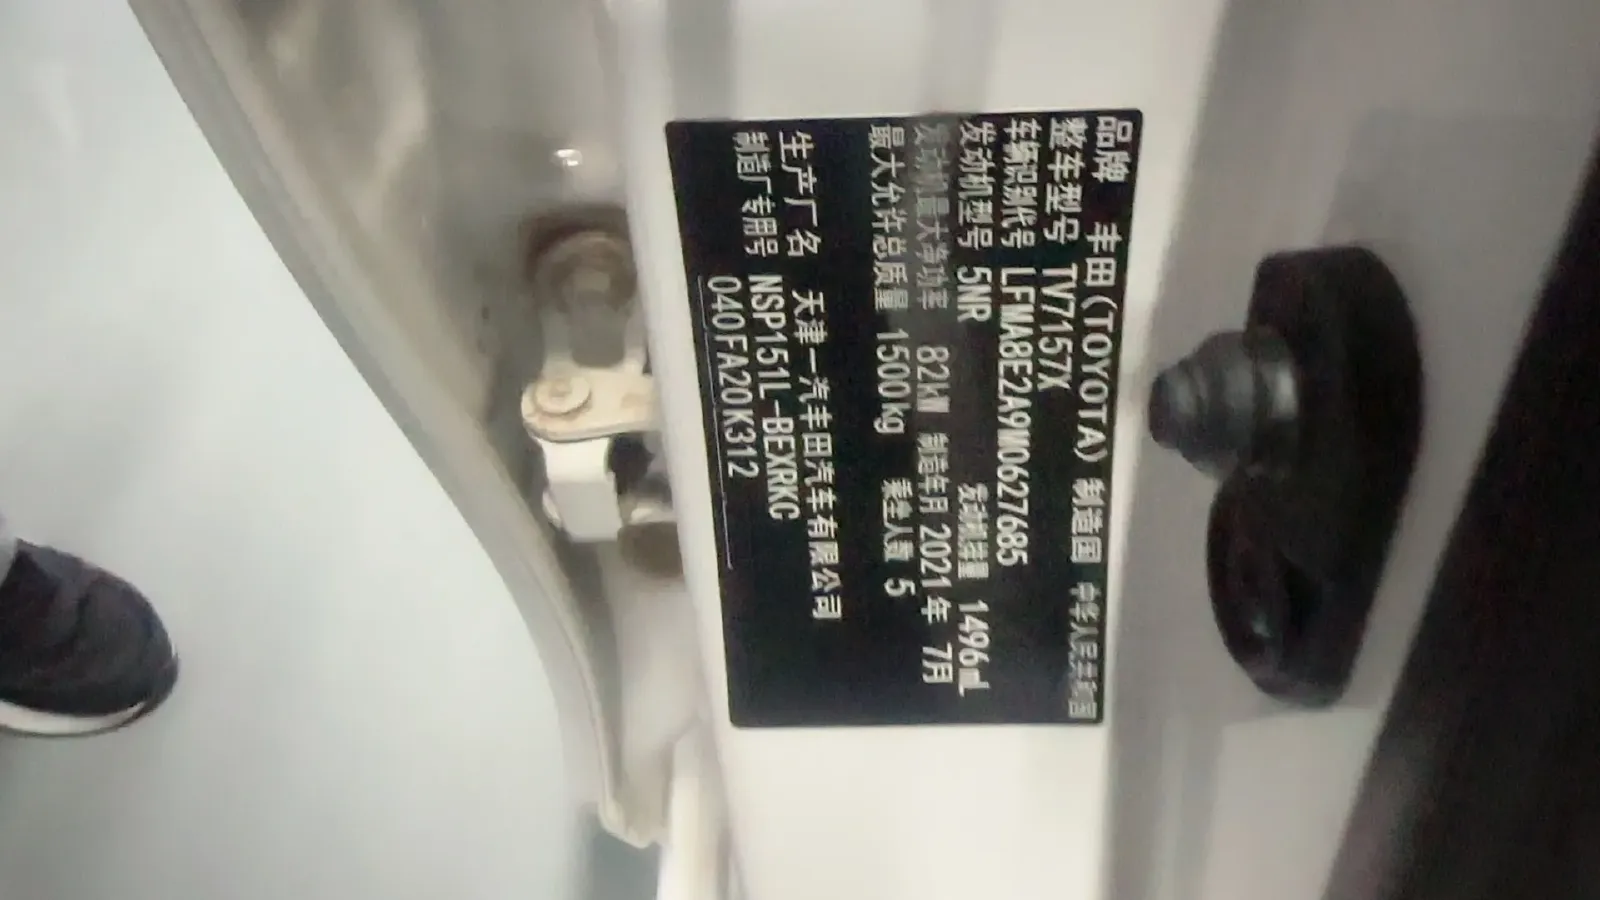 品牌 丰田(TOYOTA) 制造国 中华人民共和国
整车型号 TV7157X
车辆识别代号 LFMA8E2A9M0627685
发动机型号 5NR 发动机排量 1496mL
发动机最大净功率 82kW 制造年月 2021年 7月
最大允许总质量 1500kg 乘坐人数 5
生产厂名 天津一汽丰田汽车有限公司
制造厂专用号 NSP151L-BEXRKC
040FA20K312